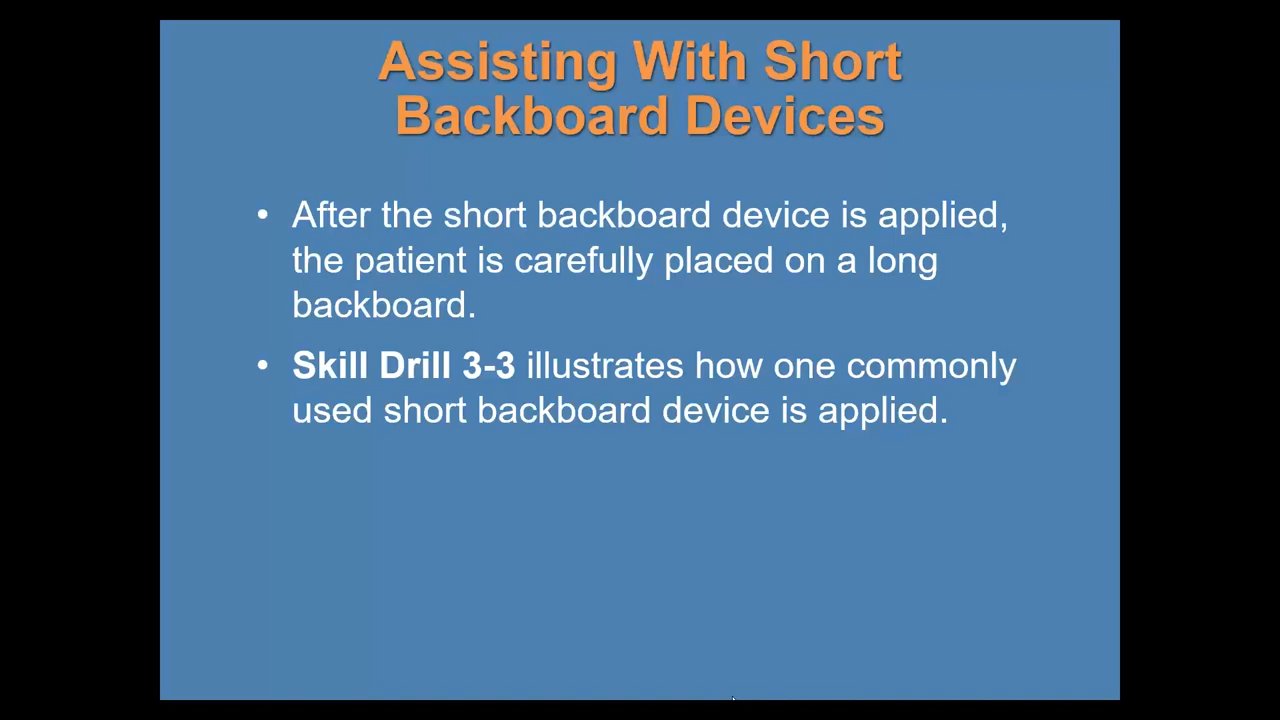 Assisting With Short
Backboard Devices
• After the short backboard device is applied,
the patient is carefully placed on a long
backboard.
• Skill Drill 3-3 illustrates how one commonly
used short backboard device is applied.